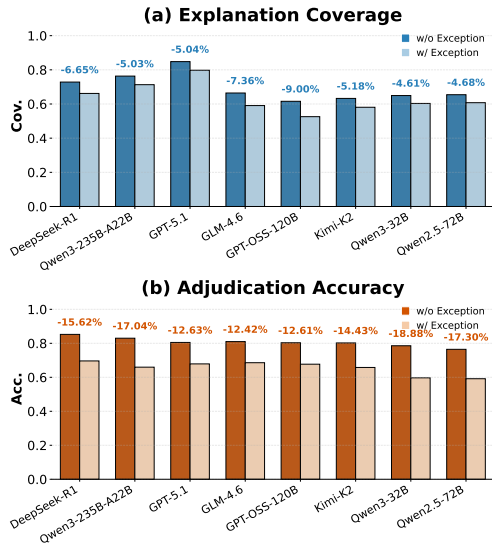 (a) Explanation Coverage
w/o Exception
w/ Exception
Cov.
1.0
0.8
0.6
0.4
0.2
0.0
-6.65%
-5.03%
-5.04%
-7.36%
-9.00%
-5.18%
-4.61%
-4.68%
DeepSeek-R1
Qwen3-235B-A22B
GPT-5.1
GLM-4.6
GPT-OSS-120B
Kimi-K2
Qwen3-32B
Qwen2.5-72B
(b) Adjudication Accuracy
w/o Exception
w/ Exception
Acc.
1.0
0.8
0.6
0.4
0.2
0.0
-15.62%
-17.04%
-12.63%
-12.42%
-12.61%
-14.43%
-18.88%
-17.30%
DeepSeek-R1
Qwen3-235B-A22B
GPT-5.1
GLM-4.6
GPT-OSS-120B
Kimi-K2
Qwen3-32B
Qwen2.5-72B